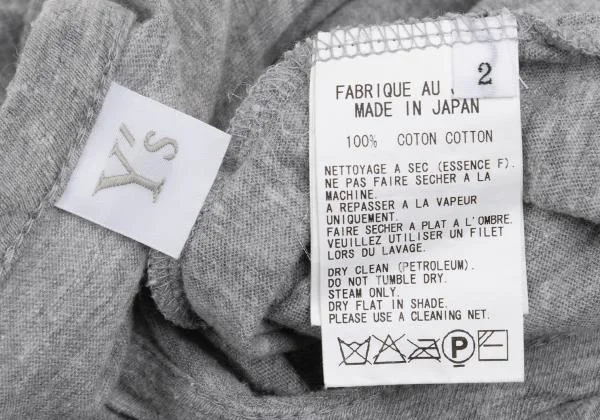 Y's
2
FABRIQUE AU
MADE IN JAPAN
100% COTON COTTON
NETTOYAGE A SEC (ESSENCE F).
NE PAS FAIRE SECHER A LA
MACHINE.
A REPASSER A LA VAPEUR
UNIQUEMENT.
FAIRE SECHER A PLAT A L'OMBRE.
VEUILLEZ UTILISER UN FILET
LORS DU LAVAGE.
DRY CLEAN (PETROLEUM).
DO NOT TUMBLE DRY.
STEAM ONLY.
DRY FLAT IN SHADE.
PLEASE USE A CLEANING NET.
P